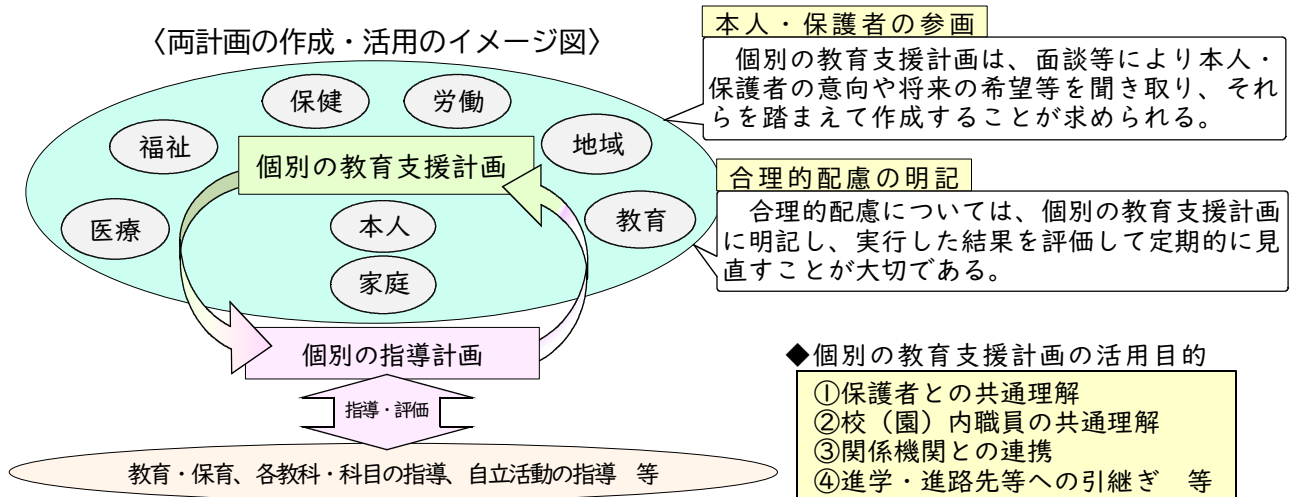 〈両計画の作成・活用のイメージ図〉
保健
労働
福祉
地域
個別の教育支援計画
医療
本人
教育
家庭
個別の指導計画
指導・評価
教育・保育、各教科・科目の指導、自立活動の指導　等
本人・保護者の参画
個別の教育支援計画は、面談等により本人・
保護者の意向や将来の希望等を聞き取り、それ
らを踏まえて作成することが求められる。
合理的配慮の明記
合理的配慮については、個別の教育支援計画
に明記し、実行した結果を評価して定期的に見
直すことが大切である。
◆個別の教育支援計画の活用目的
①保護者との共通理解
②校（園）内職員の共通理解
③関係機関との連携
④進学・進路先等への引継ぎ　等